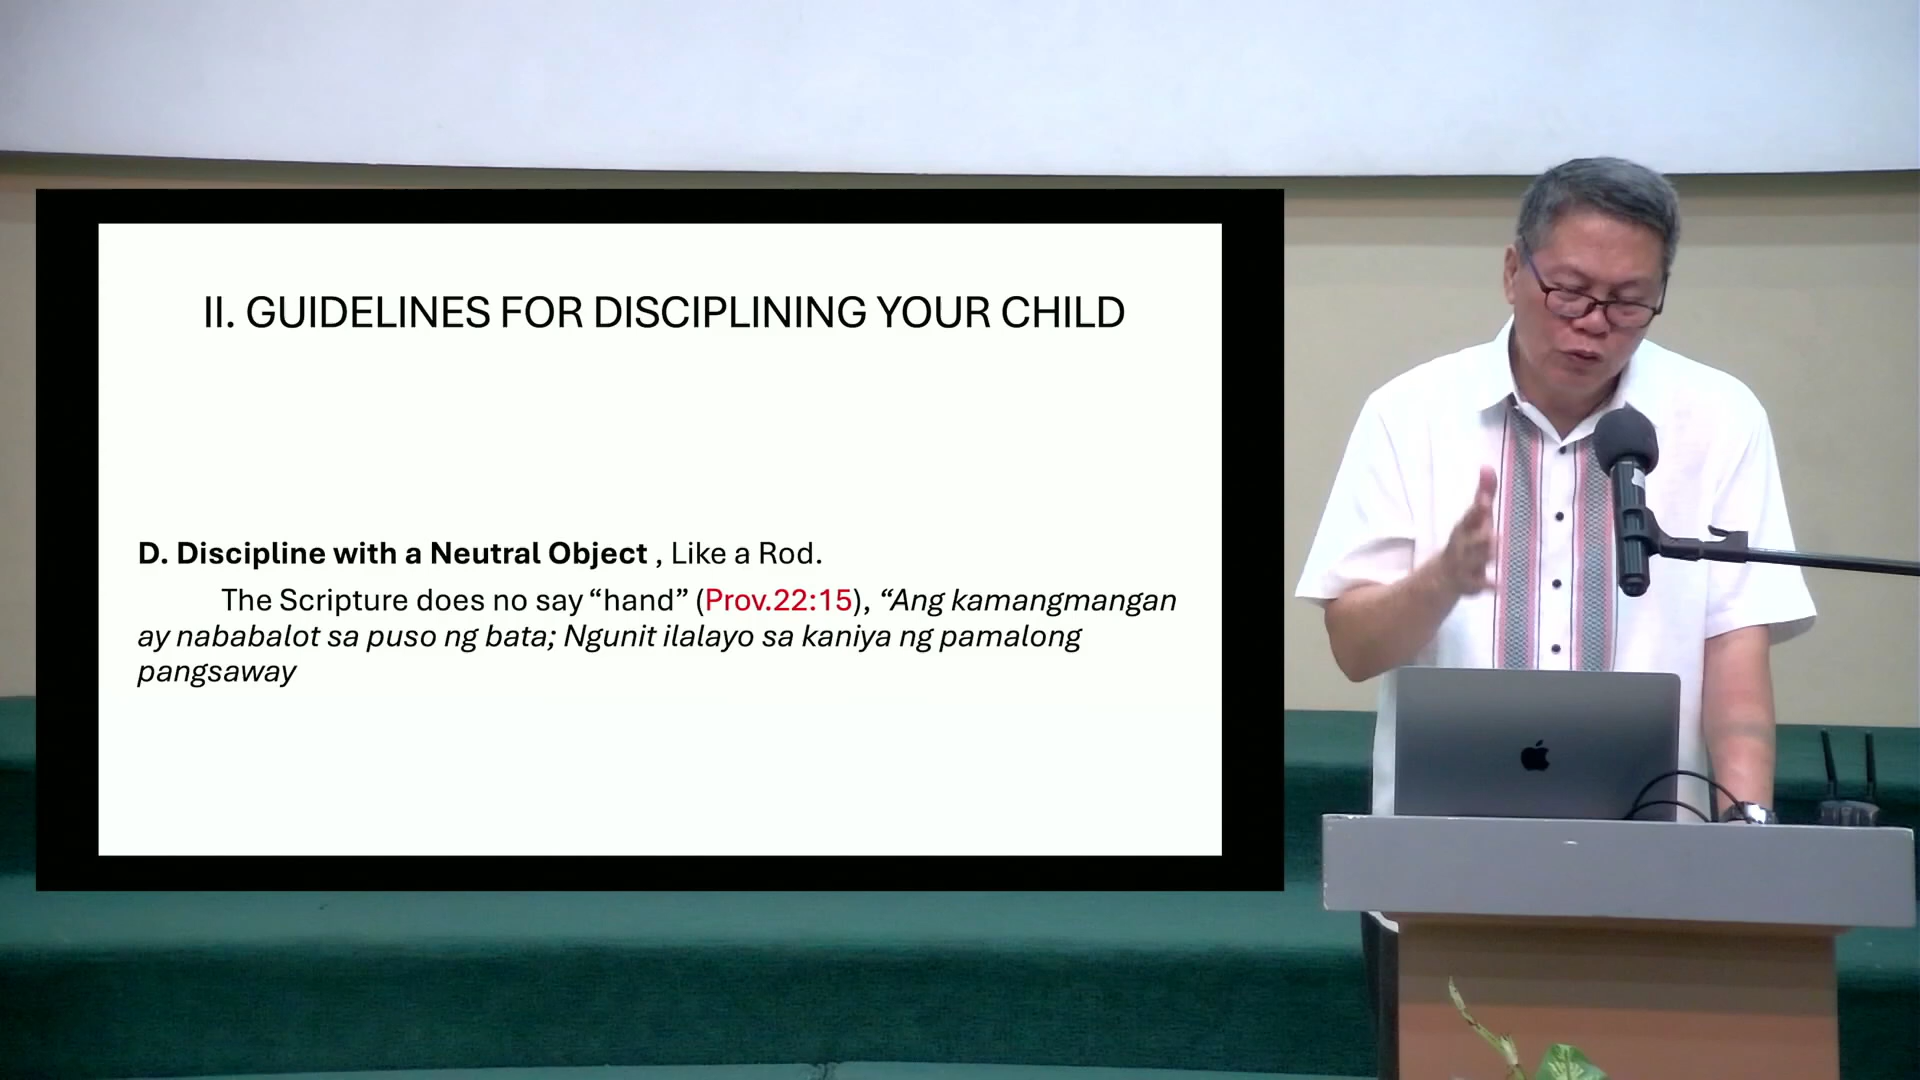 II. GUIDELINES FOR DISCIPLINING YOUR CHILD
D. Discipline with a Neutral Object , Like a Rod.
The Scripture does no say “hand” (Prov.22:15), “Ang kamangmangan
ay nababalot sa puso ng bata; Ngunit ilalayo sa kaniya ng pamalong
pangsaway